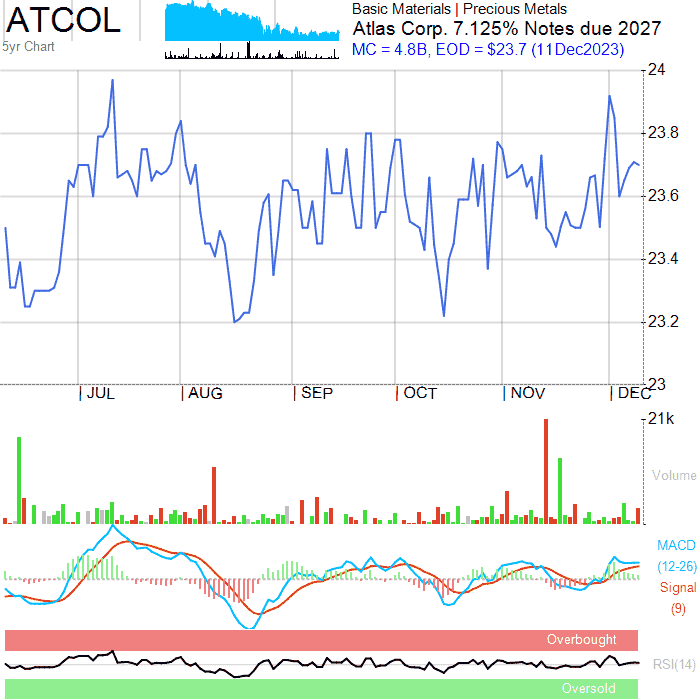 ATCOL
5yr Chart
Basic Materials | Precious Metals
Atlas Corp. 7.125% Notes due 2027
MC = 4.8B, EOD = $23.7 (11Dec2023)
24
23.8
23.6
23.4
23.2
23
| JUL | AUG | SEP | OCT | NOV | DEC
21k
Volume
MACD
(12-26)
Signal
(9)
Overbought
RSI(14)
Oversold